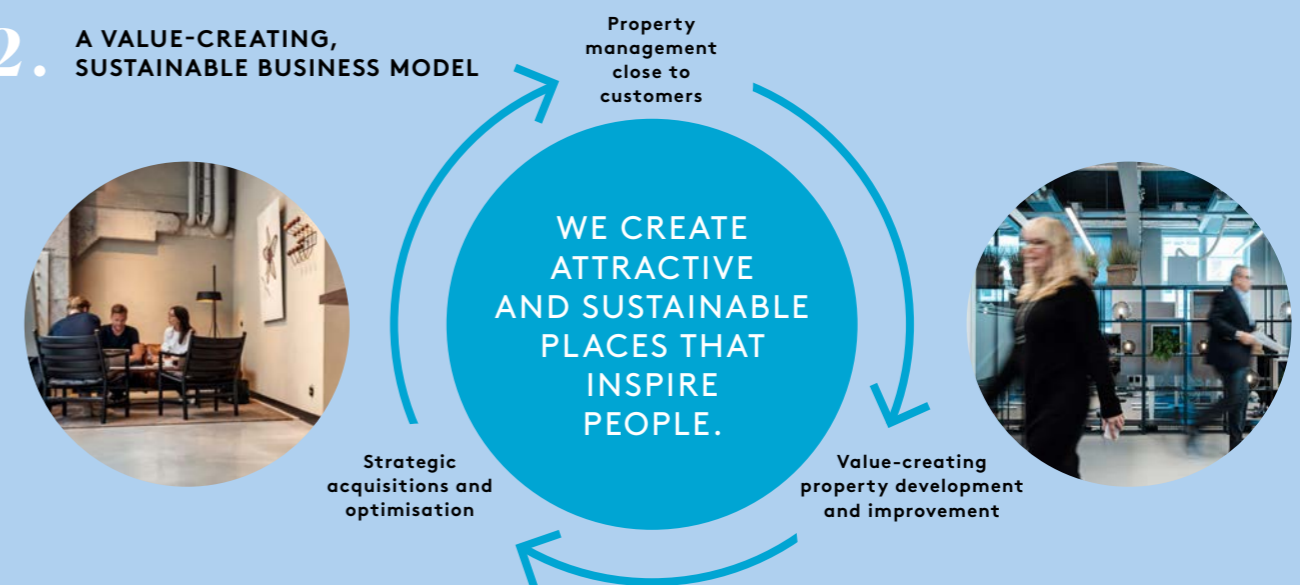 2.
A VALUE-CREATING,
SUSTAINABLE BUSINESS MODEL
Property
management
close to
customers
WE CREATE
ATTRACTIVE
AND SUSTAINABLE
PLACES THAT
INSPIRE
PEOPLE.
Strategic
acquisitions and
optimisation
Value-creating
property development
and improvement